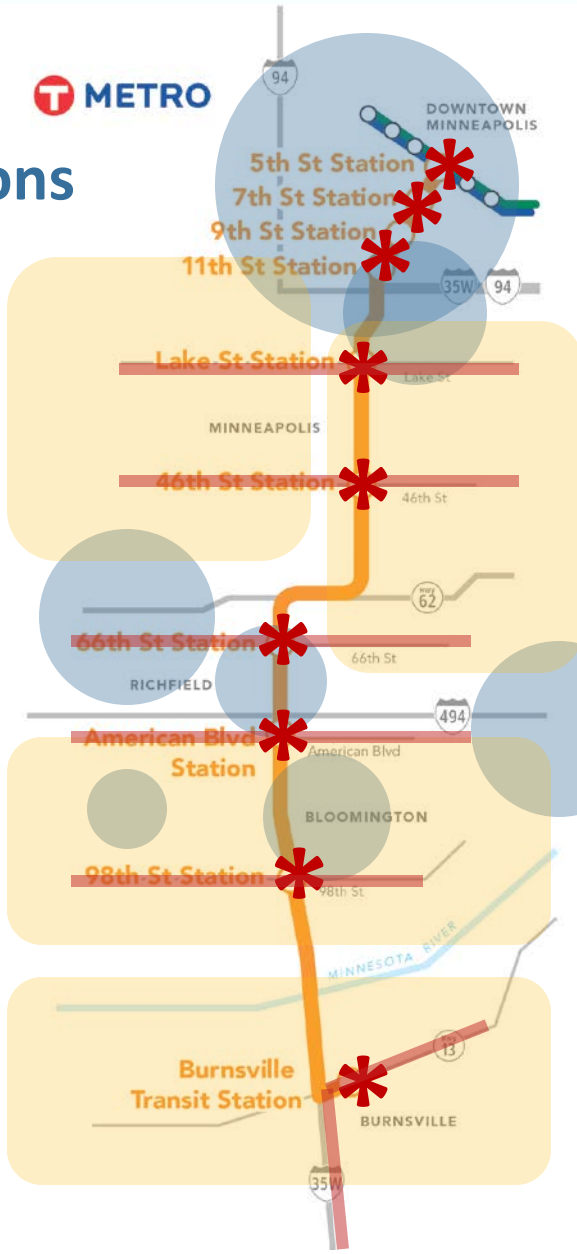 T METRO
ons
94
DOWNTOWN
MINNEAPOLIS
5th St Station
7th St Station
9th St Station
11th St Station
35W
94
Lake St Station
Lake St
MINNEAPOLIS
46th St Station
46th St
HWY
62
66th St Station
66th St
RICHFIELD
494
American Blvd
Station
American Blvd
BLOOMINGTON
98th St Station
98th St
MINNESOTA RIVER
HWY
13
Burnsville
Transit Station
BURNSVILLE
35W